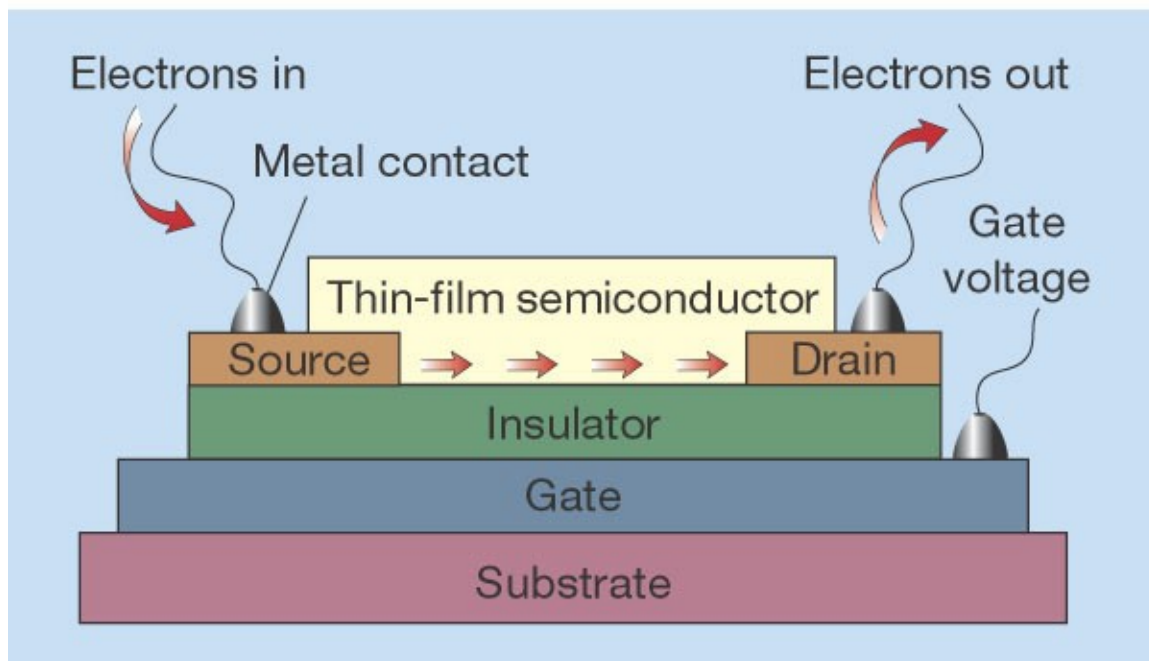 Electrons in
Electrons out
Metal contact
Gate
voltage
Thin-film semiconductor
Source
Drain
Insulator
Gate
Substrate